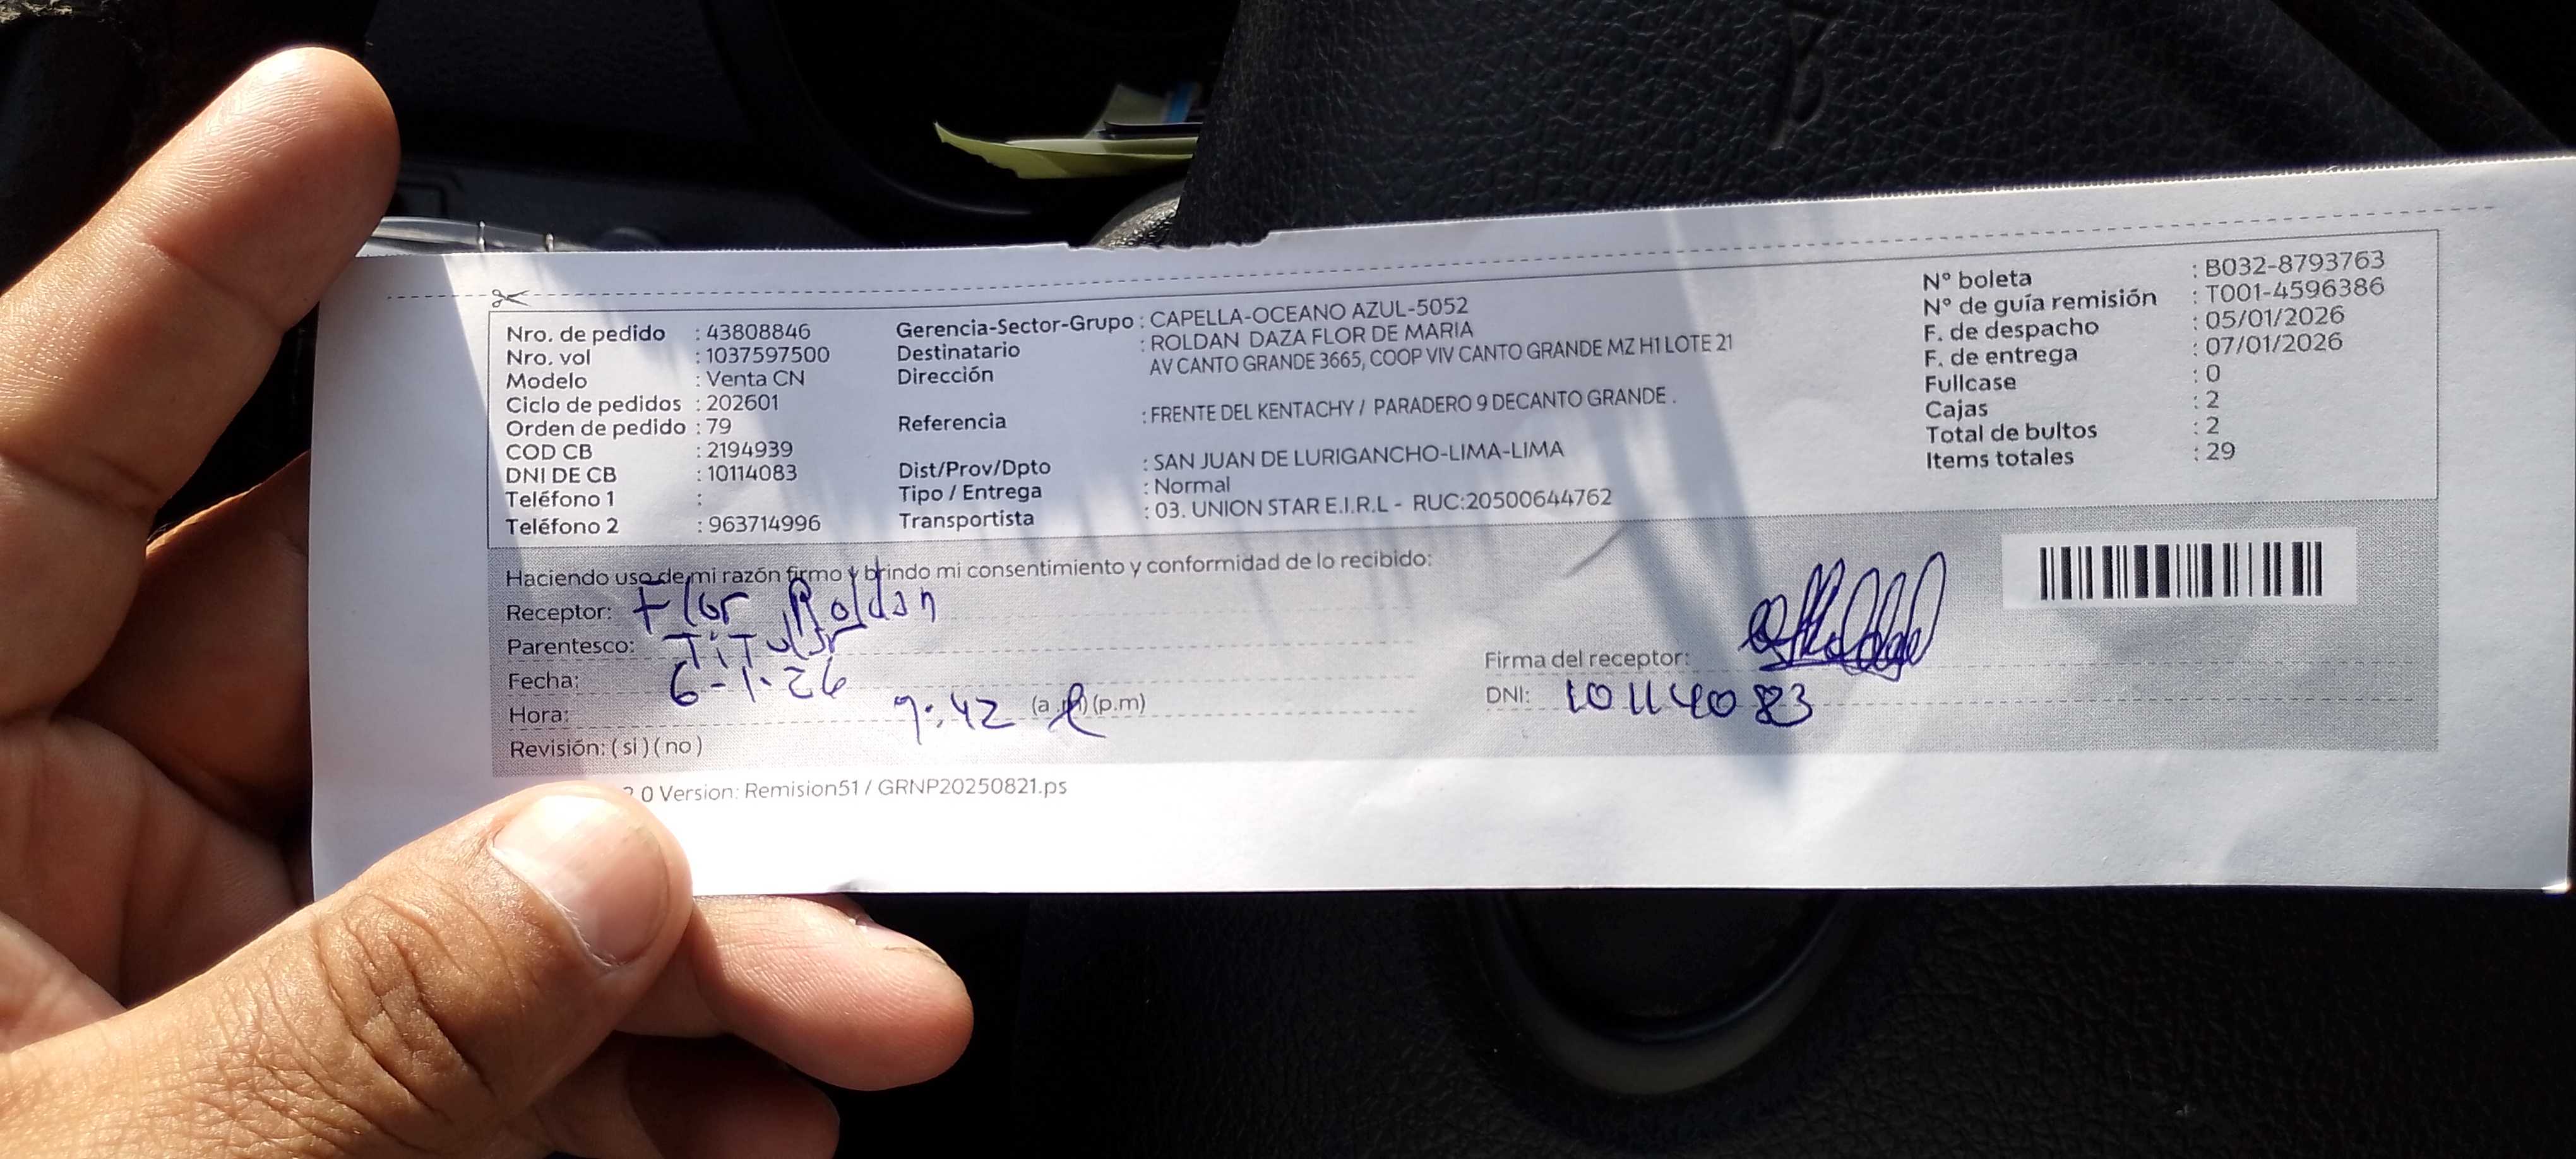 Nro. de pedido : 43808846
Nro. vol : 1037597500
Modelo : Venta CN
Ciclo de pedidos : 202601
Orden de pedido : 79
COD CB : 2194939
DNI DE CB : 10114083
Teléfono 1 :
Teléfono 2 : 963714996
Gerencia-Sector-Grupo : CAPELLA-OCEANO AZUL-5052
Destinatario : ROLDAN DAZA FLOR DE MARIA
Dirección AV CANTO GRANDE 3665, COOP VIV CANTO GRANDE MZ H1 LOTE 21
Referencia : FRENTE DEL KENTACHY / PARADERO 9 DECANTO GRANDE .
Dist/Prov/Dpto : SAN JUAN DE LURIGANCHO-LIMA-LIMA
Tipo / Entrega : Normal
Transportista : 03. UNION STAR E.I.R.L - RUC:20500644762
N° boleta : B032-8793763
N° de guía remisión : T001-4596386
F. de despacho : 05/01/2026
F. de entrega : 07/01/2026
Fullcase : 0
Cajas : 2
Total de bultos : 2
Items totales : 29
Haciendo uso de mi razón firmo y brindo mi consentimiento y conformidad de lo recibido:
Receptor: Flor Roldan
Parentesco: TiTular
Fecha: 6-1-26
Hora: 9:42 (a.m) (p.m)
Revisión: ( si ) ( no )
Firma del receptor:
DNI: 10114083
2.0 Version: Remision51 / GRNP20250821.ps